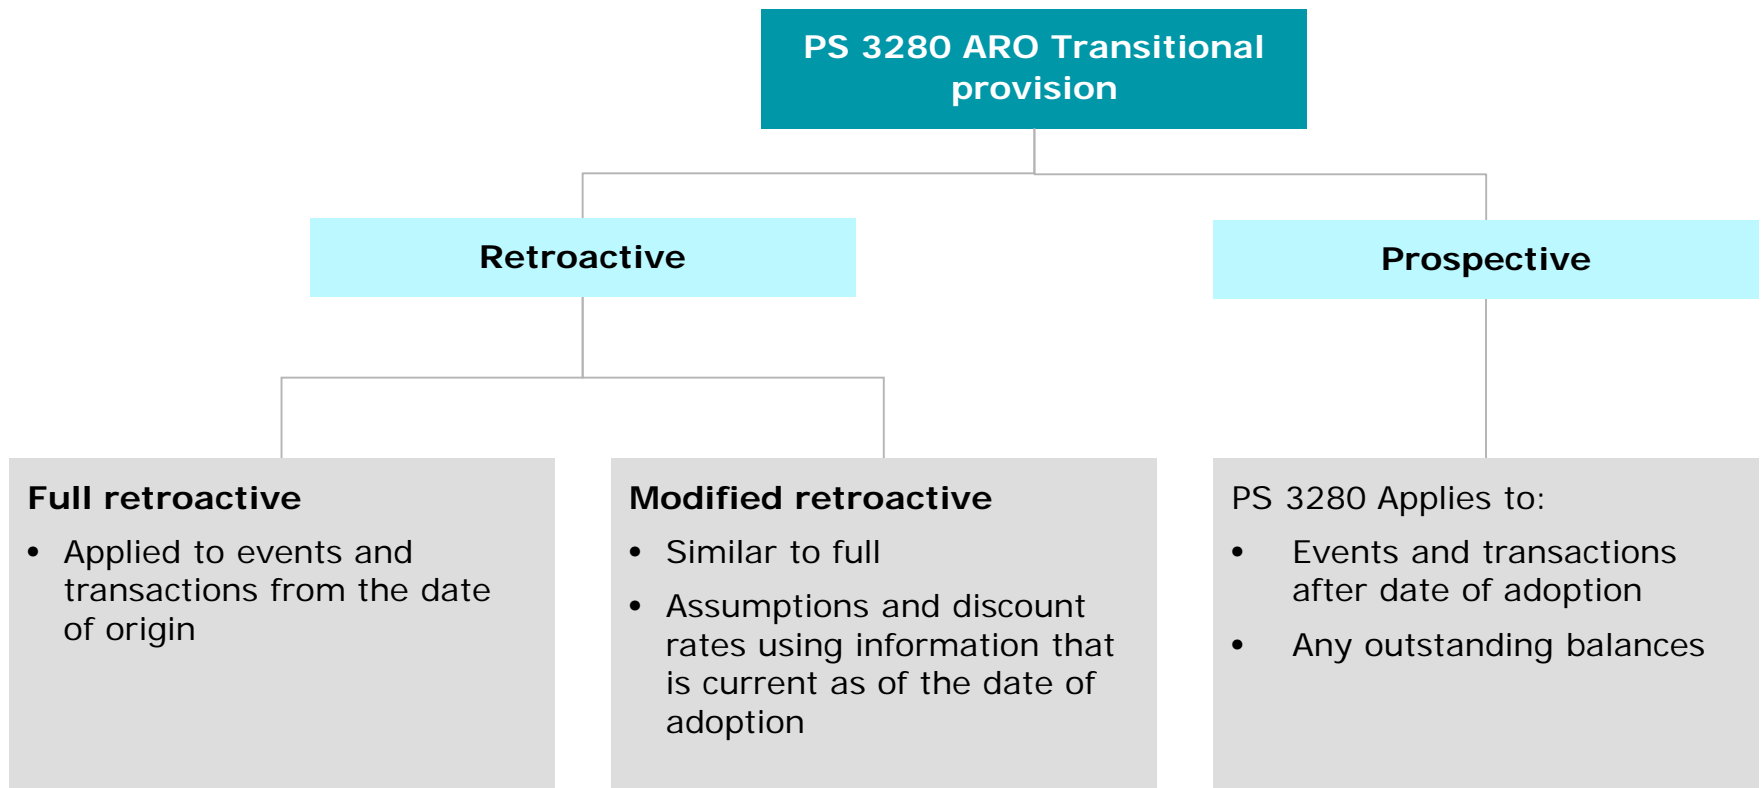 PS 3280 ARO Transitional
provision
Retroactive
Prospective
Full retroactive
• Applied to events and
transactions from the date
of origin
Modified retroactive
• Similar to full
• Assumptions and discount
rates using information that
is current as of the date of
adoption
PS 3280 Applies to:
• Events and transactions
after date of adoption
• Any outstanding balances